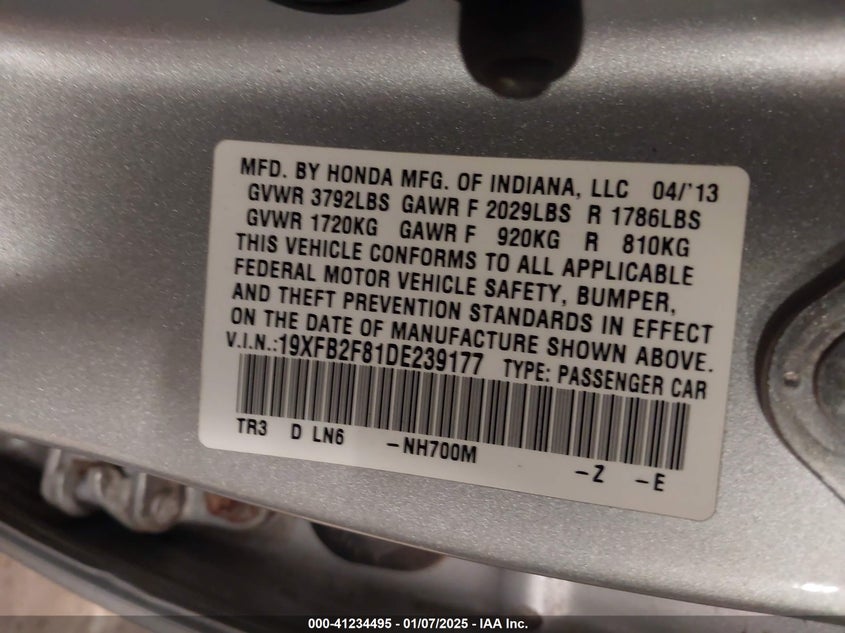 MFD. BY HONDA MFG. OF INDIANA, LLC 04/'13
GVWR 3792LBS GAWR F 2029LBS R 1786LBS
GVWR 1720KG GAWR F 920KG R 810KG
THIS VEHICLE CONFORMS TO ALL APPLICABLE
FEDERAL MOTOR VEHICLE SAFETY, BUMPER,
AND THEFT PREVENTION STANDARDS IN EFFECT
ON THE DATE OF MANUFACTURE SHOWN ABOVE.
V.I.N.:19XFB2F81DE239177 TYPE: PASSENGER CAR
TR3 D LN6 -NH700M -Z -E
000-41234495 - 01/07/2025 - IAA Inc.